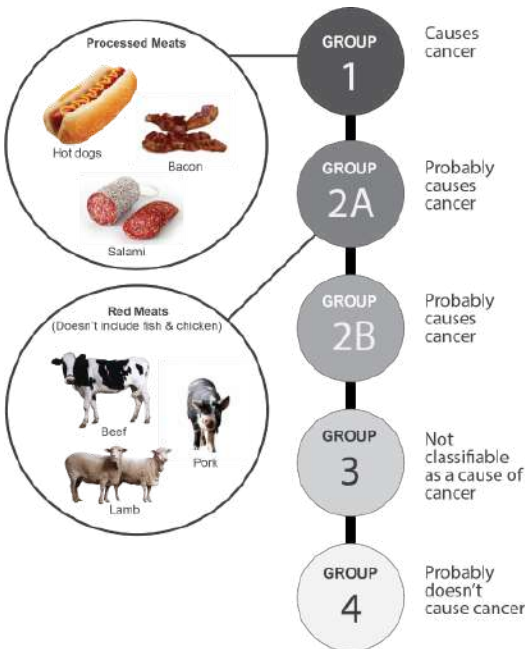 Processed Meats
Hot dogs
Bacon
Salami
Red Meats
(Doesn't include fish & chicken)
Beef
Pork
Lamb
GROUP
1
Causes
cancer
GROUP
2A
Probably
causes
cancer
GROUP
2B
Probably
causes
cancer
GROUP
3
Not
classifiable
as a cause of
cancer
GROUP
4
Probably
doesn't
cause cancer